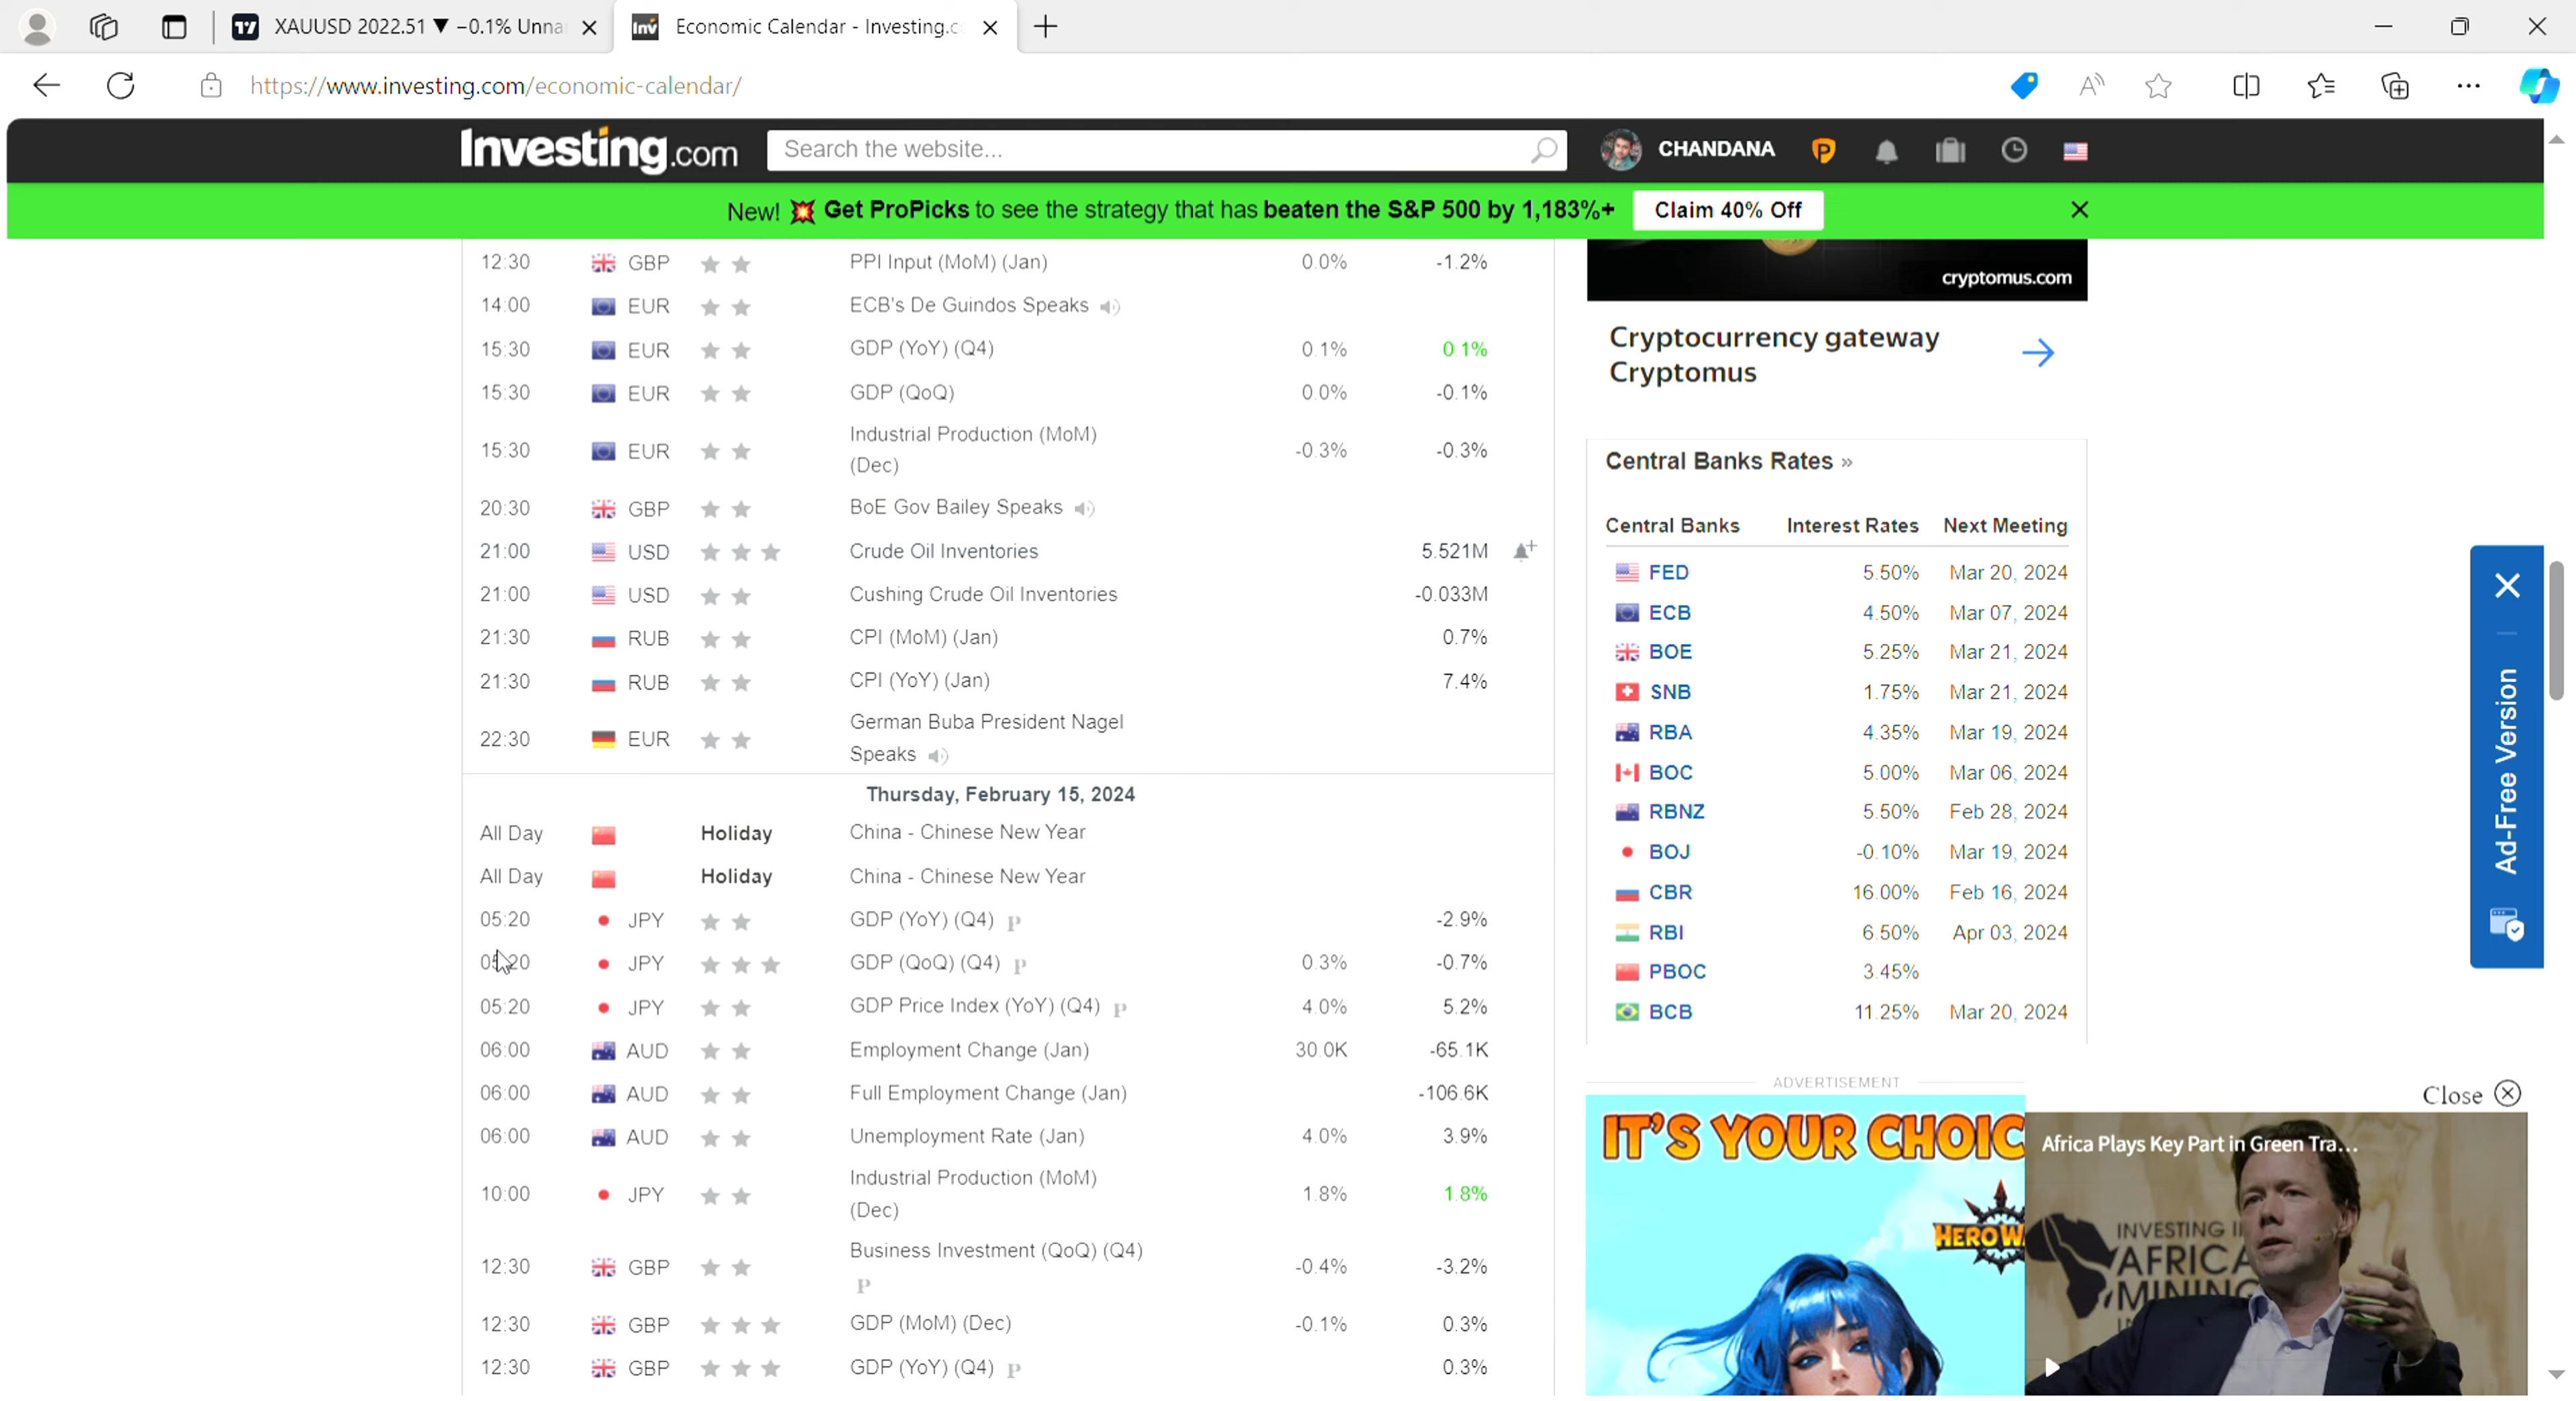 XAUUSD 2022.51 ▼ −0.1% Unna
Economic Calendar - Investing.c
https://www.investing.com/economic-calendar/
Investing.com
Search the website...
CHANDANA
New! 💥 Get ProPicks to see the strategy that has beaten the S&P 500 by 1,183%+ Claim 40% Off
12:30 GBP PPI Input (MoM) (Jan) 0.0% -1.2%
14:00 EUR ECB's De Guindos Speaks
15:30 EUR GDP (YoY) (Q4) 0.1% 0.1%
15:30 EUR GDP (QoQ) 0.0% -0.1%
15:30 EUR Industrial Production (MoM) (Dec) -0.3% -0.3%
20:30 GBP BoE Gov Bailey Speaks
21:00 USD Crude Oil Inventories 5.521M
21:00 USD Cushing Crude Oil Inventories -0.033M
21:30 RUB CPI (MoM) (Jan) 0.7%
21:30 RUB CPI (YoY) (Jan) 7.4%
22:30 EUR German Buba President Nagel Speaks
Thursday, February 15, 2024
All Day Holiday China - Chinese New Year
All Day Holiday China - Chinese New Year
05:20 JPY GDP (YoY) (Q4) P -2.9%
05:20 JPY GDP (QoQ) (Q4) P 0.3% -0.7%
05:20 JPY GDP Price Index (YoY) (Q4) P 4.0% 5.2%
06:00 AUD Employment Change (Jan) 30.0K -65.1K
06:00 AUD Full Employment Change (Jan) -106.6K
06:00 AUD Unemployment Rate (Jan) 4.0% 3.9%
10:00 JPY Industrial Production (MoM) (Dec) 1.8% 1.8%
12:30 GBP Business Investment (QoQ) (Q4) P -0.4% -3.2%
12:30 GBP GDP (MoM) (Dec) -0.1% 0.3%
12:30 GBP GDP (YoY) (Q4) P 0.3%
cryptomus.com
Cryptocurrency gateway
Cryptomus
Central Banks Rates »
Central Banks Interest Rates Next Meeting
FED 5.50% Mar 20, 2024
ECB 4.50% Mar 07, 2024
BOE 5.25% Mar 21, 2024
SNB 1.75% Mar 21, 2024
RBA 4.35% Mar 19, 2024
BOC 5.00% Mar 06, 2024
RBNZ 5.50% Feb 28, 2024
BOJ -0.10% Mar 19, 2024
CBR 16.00% Feb 16, 2024
RBI 6.50% Apr 03, 2024
PBOC 3.45%
BCB 11.25% Mar 20, 2024
Ad-Free Version
ADVERTISEMENT
Close
IT'S YOUR CHOIC
HEROW
Africa Plays Key Part in Green Tra...
INVESTING I
AFRICA
MINING